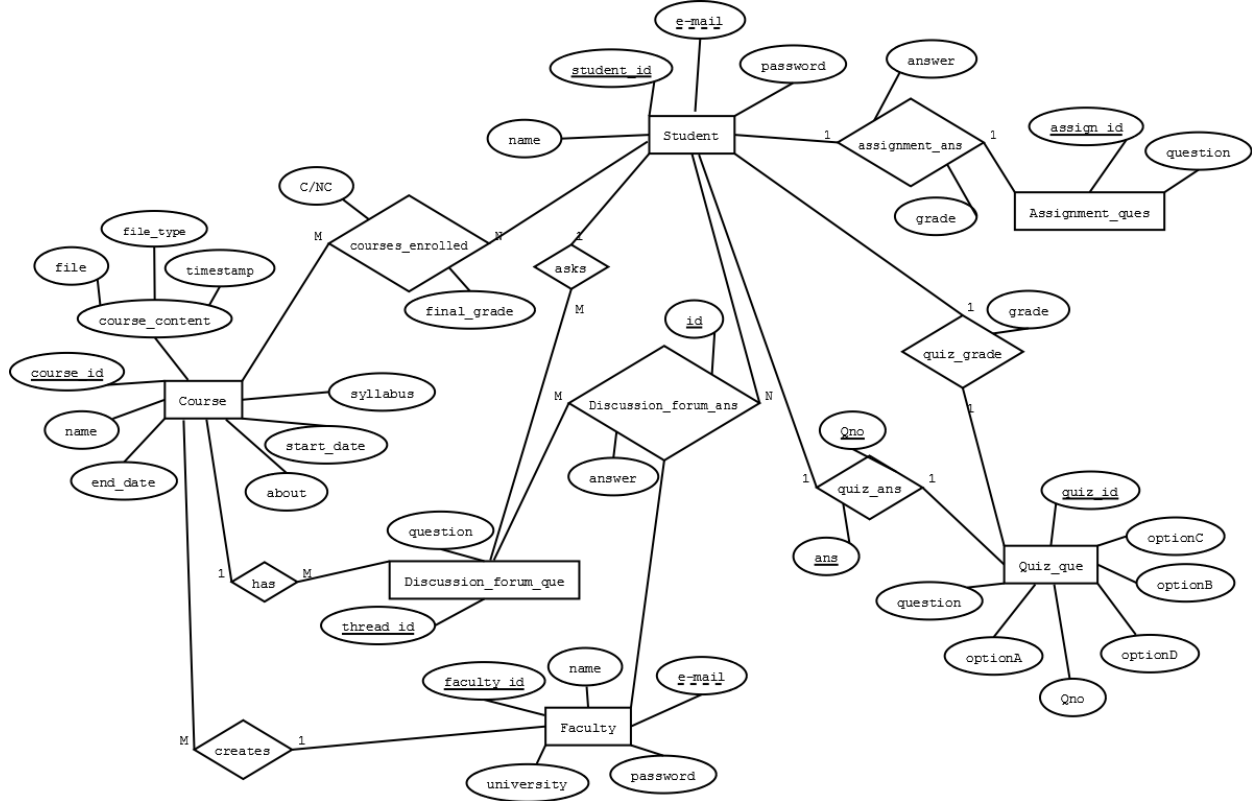 e-mail
student_id
password
answer
name
Student
1
assignment_ans
1
assign_id
question
grade
Assignment_ques
C/NC
M
courses_enrolled
N
1
asks
M
final_grade
file_type
file
timestamp
course_content
course_id
Course
syllabus
name
start_date
end_date
about
id
M
Discussion_forum_ans
N
answer
1
grade
quiz_grade
1
Qno
1
quiz_ans
1
ans
quiz_id
optionC
Quiz_que
optionB
question
optionA
optionD
Qno
question
1
has
M
Discussion_forum_que
thread_id
name
faculty_id
e-mail
Faculty
M
creates
1
university
password